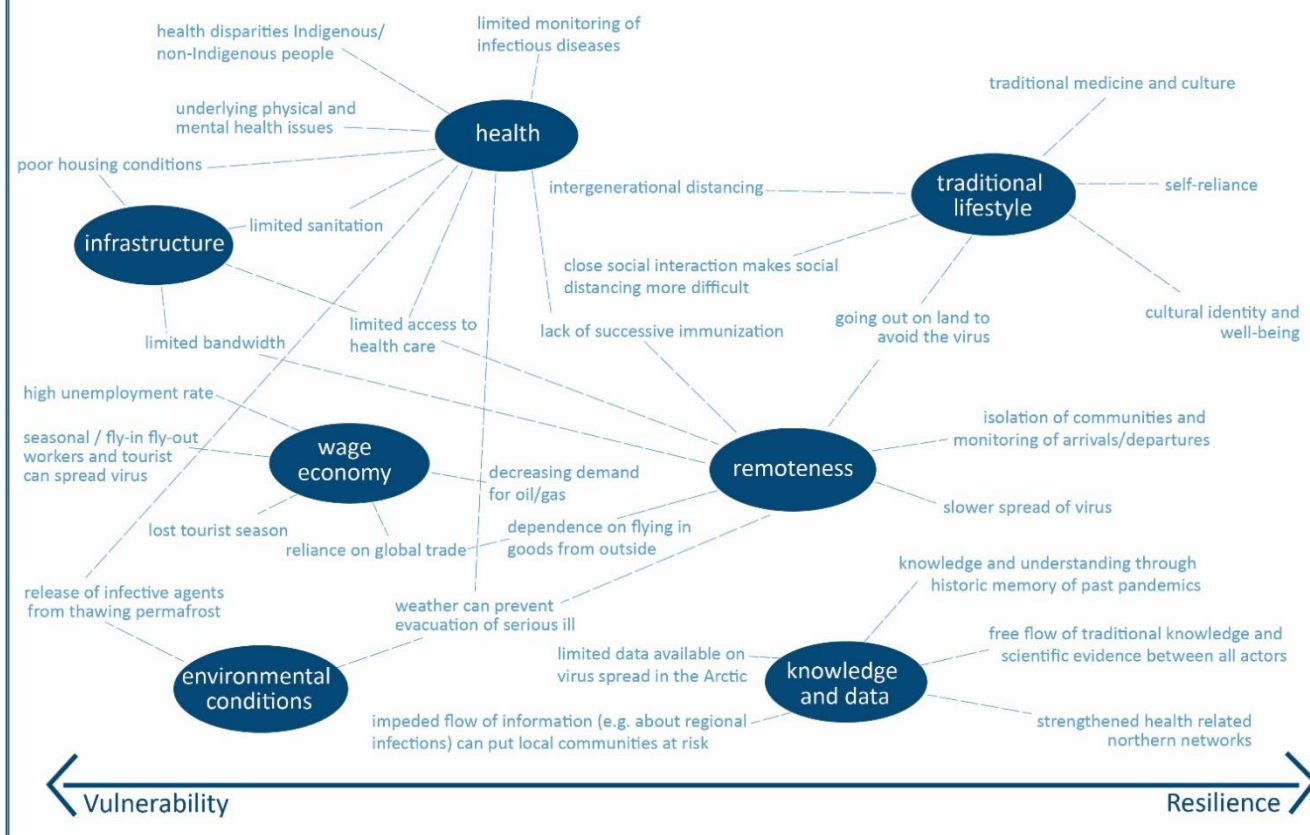 health disparities Indigenous/
non-Indigenous people
limited monitoring of
infectious diseases
traditional medicine and culture
underlying physical and
mental health issues
health
poor housing conditions
intergenerational distancing
traditional
lifestyle
self-reliance
infrastructure
limited sanitation
close social interaction makes social
distancing more difficult
limited bandwidth
limited access to
health care
lack of successive immunization
going out on land to
avoid the virus
cultural identity and
well-being
high unemployment rate
seasonal / fly-in fly-out
workers and tourist
can spread virus
wage
economy
decreasing demand
for oil/gas
remoteness
isolation of communities and
monitoring of arrivals/departures
lost tourist season
reliance on global trade
dependence on flying in
goods from outside
slower spread of virus
release of infective agents
from thawing permafrost
weather can prevent
evacuation of serious ill
knowledge and understanding through
historic memory of past pandemics
environmental
conditions
limited data available on
virus spread in the Arctic
knowledge
and data
free flow of traditional knowledge and
scientific evidence between all actors
impeded flow of information (e.g. about regional
infections) can put local communities at risk
strengthened health related
northern networks
Vulnerability
Resilience